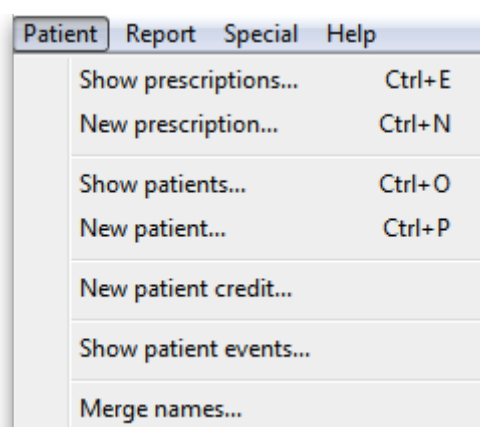 Patient Report Special Help
Show prescriptions... Ctrl+E
New prescription... Ctrl+N
Show patients... Ctrl+O
New patient... Ctrl+P
New patient credit...
Show patient events...
Merge names...